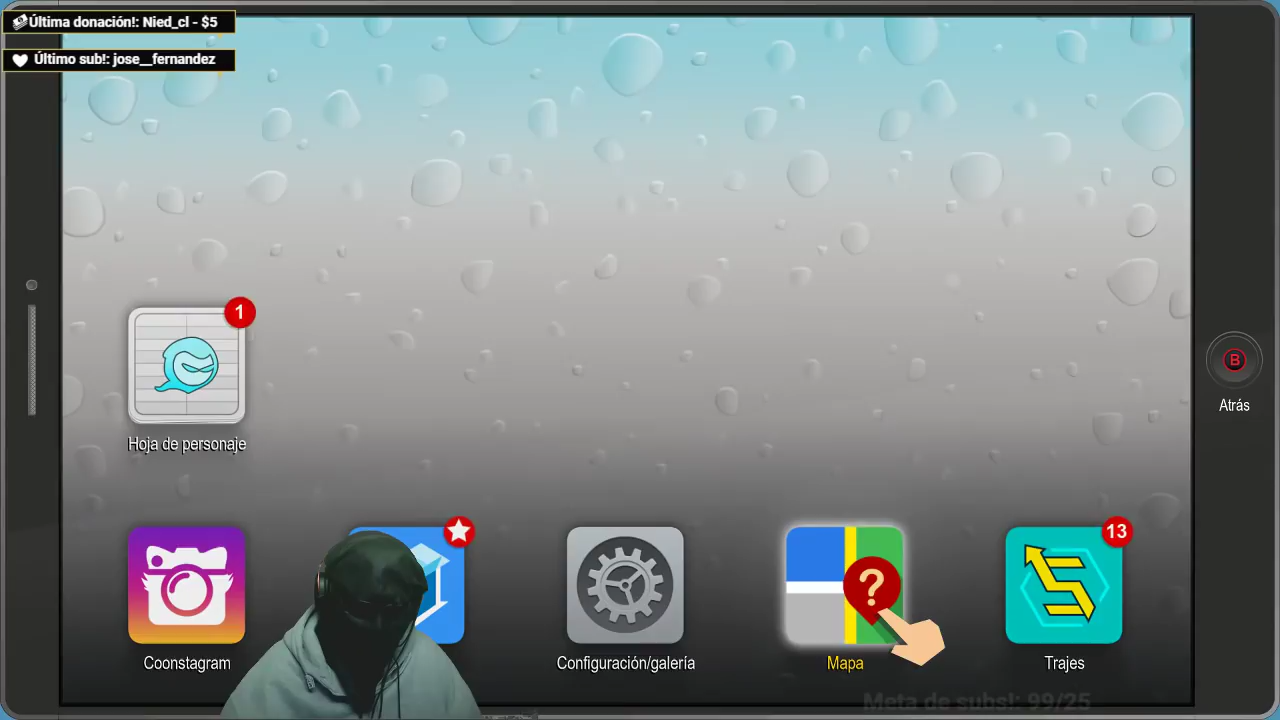 Última donación!: Nied_cl - $5
Último sub!: jose__fernandez
1
B
Atrás
Hoja de personaje
13
?
Coonstagram
Configuración/galería
Mapa
Trajes
Meta de subs!: 99/25